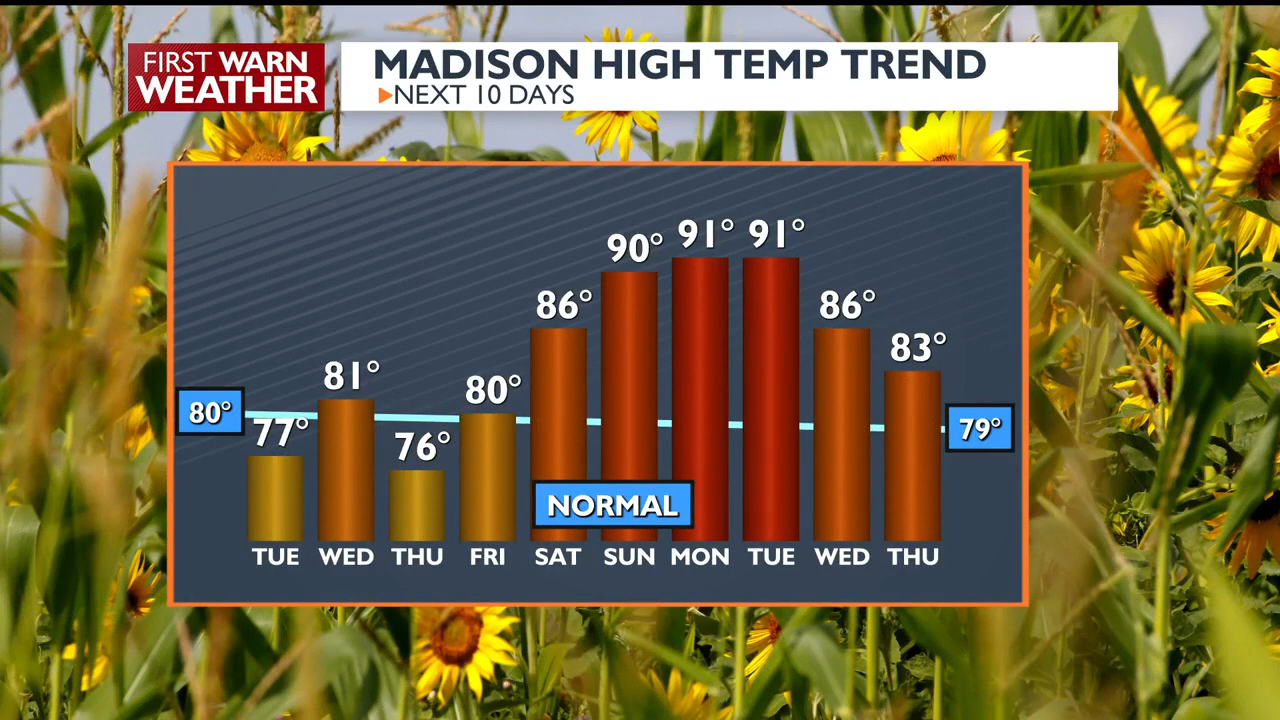 FIRST WARN
WEATHER
MADISON HIGH TEMP TREND
NEXT 10 DAYS
91° 91°
90°
86° 86°
83°
81°
80°
80°
77°
76°
79°
NORMAL
TUE WED THU FRI SAT SUN MON TUE WED THU